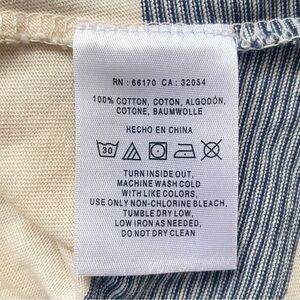 RN : 66170 CA : 32054
100% COTTON, COTON, ALGODÓN,
COTONE, BAUMWOLLE
HECHO EN CHINA
30
TURN INSIDE OUT,
MACHINE WASH COLD
WITH LIKE COLORS,
USE ONLY NON-CHLORINE BLEACH,
TUMBLE DRY LOW,
LOW IRON AS NEEDED,
DO NOT DRY CLEAN